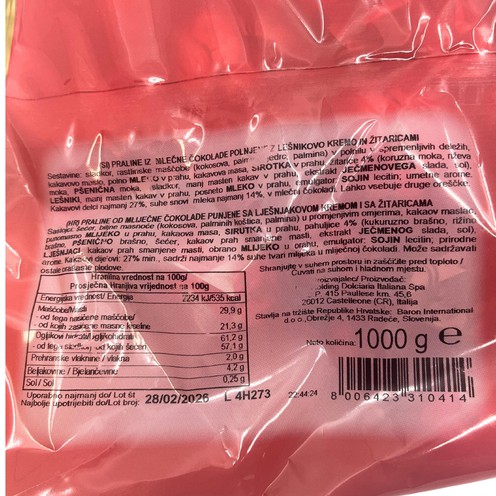 (SI) PRALINE IZ MLEČNE ČOKOLADE POLNJENE Z LEŠNIKOVO KREMO IN ŽITARICAMI
Sestavine: sladkor, rastlinske maščobe (kokosova, jedro, palmina) v polnilu v spremenljivih deležih,
kakavovo maslo, polno MLEKO v prahu, kakavova masa, SIROTKA v prahu, žitarice 4% (koruzna moka, riževa
moka, PŠENIČNA moka, sladkor, manj masten kakav v prahu, ekstrakt JEČMENOVEGA slada, sol),
LEŠNIKI, manj masten kakav v prahu, posneto MLEKO v prahu, emulgator: SOJIN lecitin; umetne arome.
Kakavovi delci najmanj 27%, suhe snovi mleka najmanj 14%, v mlečni čokoladi. Lahko vsebuje druge oreščke.
(HR) PRALINE OD MLIJEČNE ČOKOLADE PUNJENE SA LJEŠNJAKOVOM KREMOM I SA ŽITARICAMA
Sastojci: šećer, biljne masnoće (kokosova, palminih koštica, palmina) u promjenjivim omjerima, kakaov maslac,
punomasno MLIJEKO u prahu, kakaova masa, SIRUTKA u prahu, pahuljice 4% (kukuruzno brašno, rižino
brašno, PŠENIČNO brašno, šećer, kakaov prah smanjene masti, ekstrakt JEČMENOG slada, sol),
LJEŠNJACI kakaov prah smanjene masti, obrano MLIJEKO u prahu, emulgator: SOJIN lecitin; prirodne
arome. Kakaovi dijelovi: 27% min., sadrži najmanje 14% suhe tvari mlijeka u mliječnoj čokoladi. Može sadržavati
ostale orašaste plodove.
Shranjujte v suhem prostoru in zaščitite pred toploto /
Čuvati na suhom i hladnom mjestu.
Proizvajalec/ Proizvođač:
Holding Dolciaria Italiana Spa
P. 415 Paullese km. 45,6
26012 Castelleone (CR), Italija
Stavlja na tržište Republike Hrvatske: Baron International
d.o.o., Obrežje 4, 1433 Radeče, Slovenija.
Hranilna vrednost na 100g/
Prosječna Hranjiva vrijednost na 100g
Energijska vrednost/ Energija 2234 kJ/535 kcal
Maščobe/Masti 29,9 g
- od tega nasičene maščobe/
- od kojih zasićene masne kiseline 21,3 g
Ogljikovi hidrati/ugljikohidrati 61,2 g
- od tega sladkorji/ od kojih šećeri 57,1 g
Prehranske vlaknine / vlakna 2,0 g
Beljakovine / Bjelančevine 4,2 g
Sol / Sol 0,25 g
Neto količina: 1000 g e
Uporabno najmanj do/ Lot št
Najbolje upotrijebiti do/Lot broj: 28/02/2026 L 4H273 22:44:24
8 006423 310414